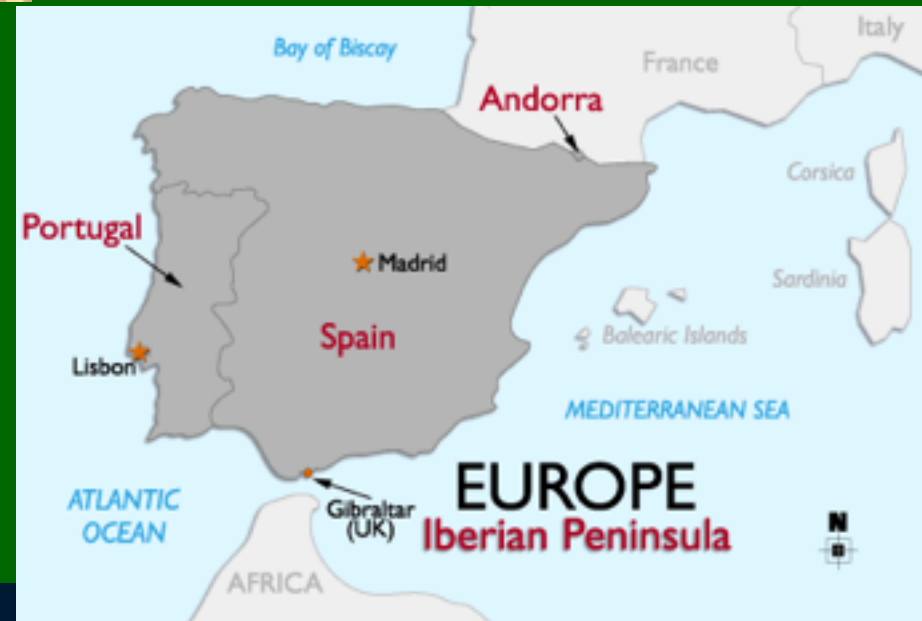 Bay of Biscay
Italy
France
Andorra
Corsica
Portugal
Madrid
Sardinia
Spain
Balearic Islands
Lisbon
MEDITERRANEAN SEA
ATLANTIC
OCEAN
Gibraltar
(UK)
EUROPE
Iberian Peninsula
N
AFRICA